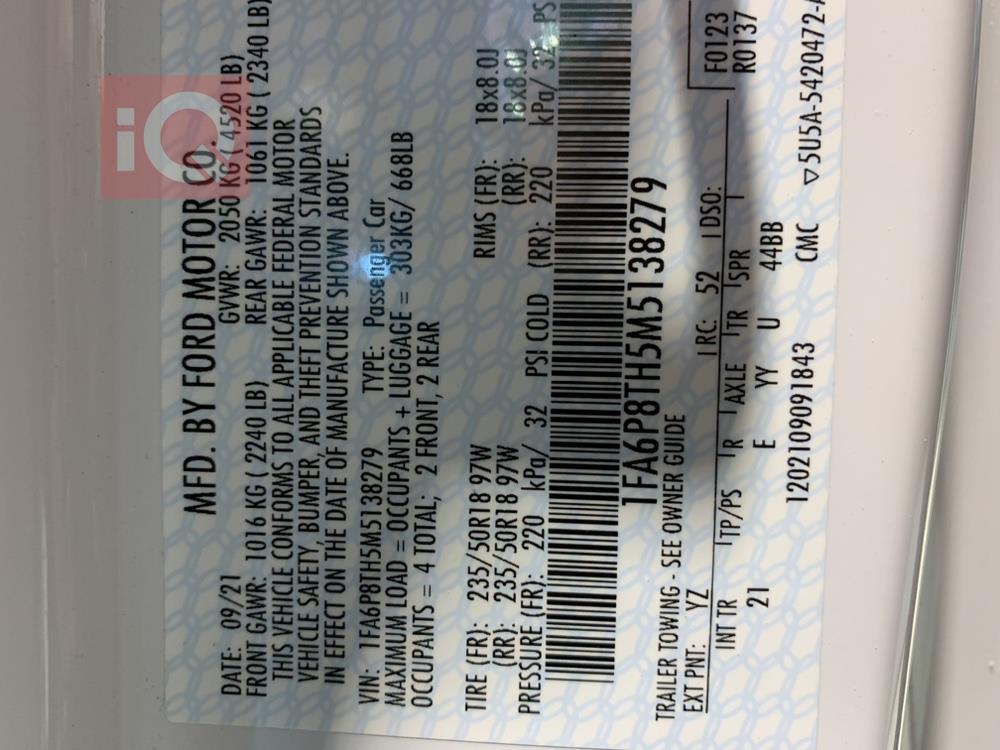 iQ
MFD. BY FORD MOTOR CO.
DATE: 09/21 GVWR: 2050 KG ( 4520 LB)
FRONT GAWR: 1016 KG ( 2240 LB) REAR GAWR: 1061 KG ( 2340 LB)
THIS VEHICLE CONFORMS TO ALL APPLICABLE FEDERAL MOTOR
VEHICLE SAFETY, BUMPER, AND THEFT PREVENTION STANDARDS
IN EFFECT ON THE DATE OF MANUFACTURE SHOWN ABOVE.
VIN: 1FA6P8TH5M5138279 TYPE: Passenger Car
MAXIMUM LOAD = OCCUPANTS + LUGGAGE = 303KG/ 668LB
OCCUPANTS = 4 TOTAL; 2 FRONT, 2 REAR
TIRE (FR): 235/50R18 97W RIMS (FR): 18x8.0J
(RR): 235/50R18 97W (RR): 18x8.0J
PRESSURE (FR): 220 kPa/ 32 PSI COLD (RR): 220 kPa/ 32 PS
1FA6P8TH5M5138279
TRAILER TOWING - SEE OWNER GUIDE
EXT PNT: YZ RC: 52 DSO: F0123
INT TR TP/PS R AXLE TR SPR R0137
21 E YY U 44BB
1202109091843 CMC ▽5U5A-5420472-A